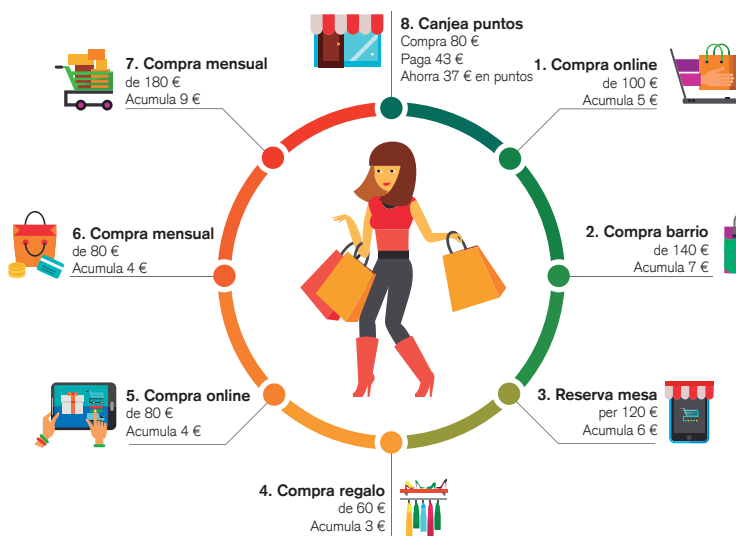 8. Canjea puntos
Compra 80 €
Paga 43 €
Ahorra 37 € en puntos
1. Compra online
de 100 €
Acumula 5 €
2. Compra barrio
de 140 €
Acumula 7 €
3. Reserva mesa
per 120 €
Acumula 6 €
4. Compra regalo
de 60 €
Acumula 3 €
5. Compra online
de 80 €
Acumula 4 €
6. Compra mensual
de 80 €
Acumula 4 €
7. Compra mensual
de 180 €
Acumula 9 €